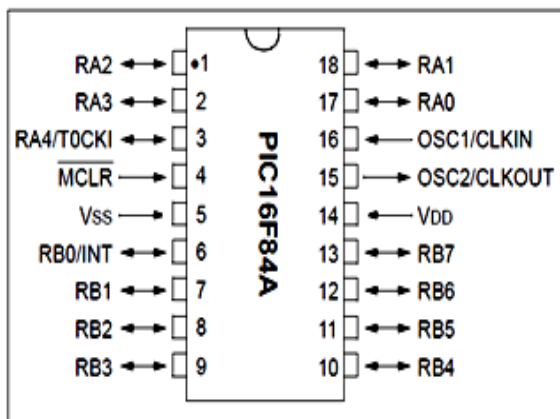 RA2 1 18 RA1
RA3 2 17 RA0
RA4/T0CKI 3 16 OSC1/CLKIN
MCLR 4 15 OSC2/CLKOUT
VSS 5 14 VDD
RB0/INT 6 13 RB7
RB1 7 12 RB6
RB2 8 11 RB5
RB3 9 10 RB4
PIC16F84A